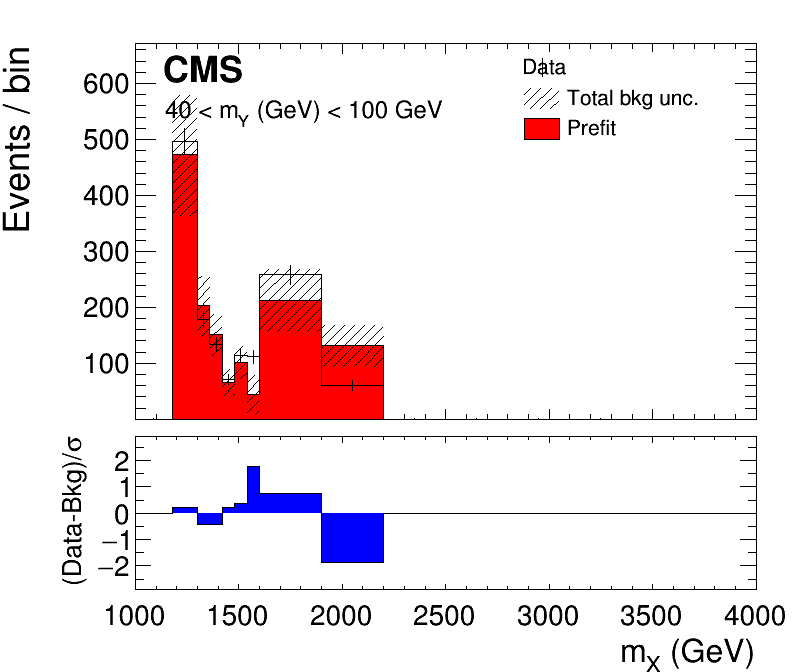 CMS
40 < mY (GeV) < 100 GeV
Data
Total bkg unc.
Prefit
Events / bin
600
500
400
300
200
100
(Data-Bkg)/σ
2
1
0
−1
−2
1000 1500 2000 2500 3000 3500 4000
mX (GeV)